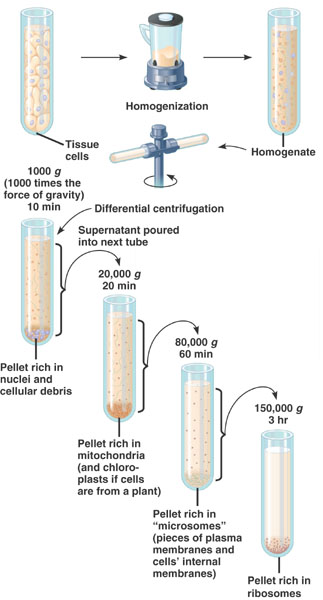 Homogenization
Tissue
cells
Homogenate
1000 g
(1000 times the
force of gravity)
10 min
Differential centrifugation
Supernatant poured
into next tube
20,000 g
20 min
80,000 g
60 min
150,000 g
3 hr
Pellet rich in
nuclei and
cellular debris
Pellet rich in
mitochondria
(and chloro-
plasts if cells
are from a plant)
Pellet rich in
“microsomes”
(pieces of plasma
membranes and
cells’ internal
membranes)
Pellet rich in
ribosomes